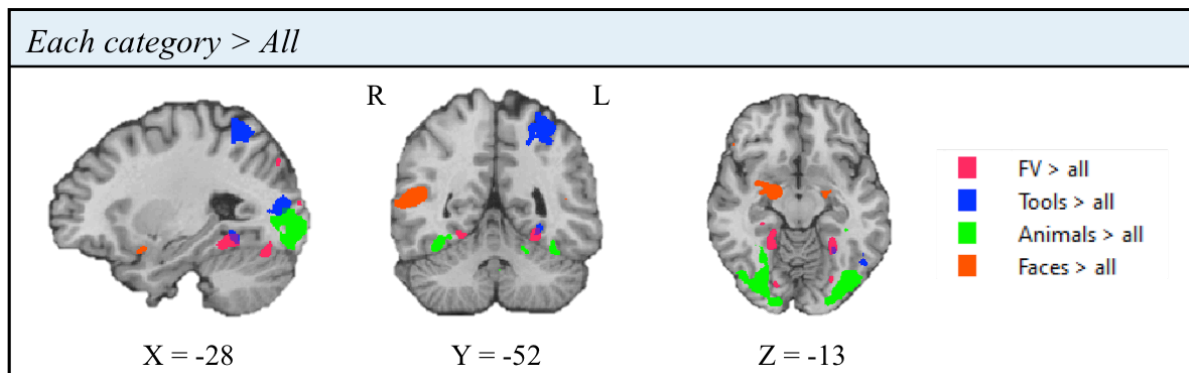 Each category > All
R
L
FV > all
Tools > all
Animals > all
Faces > all
X = -28
Y = -52
Z = -13